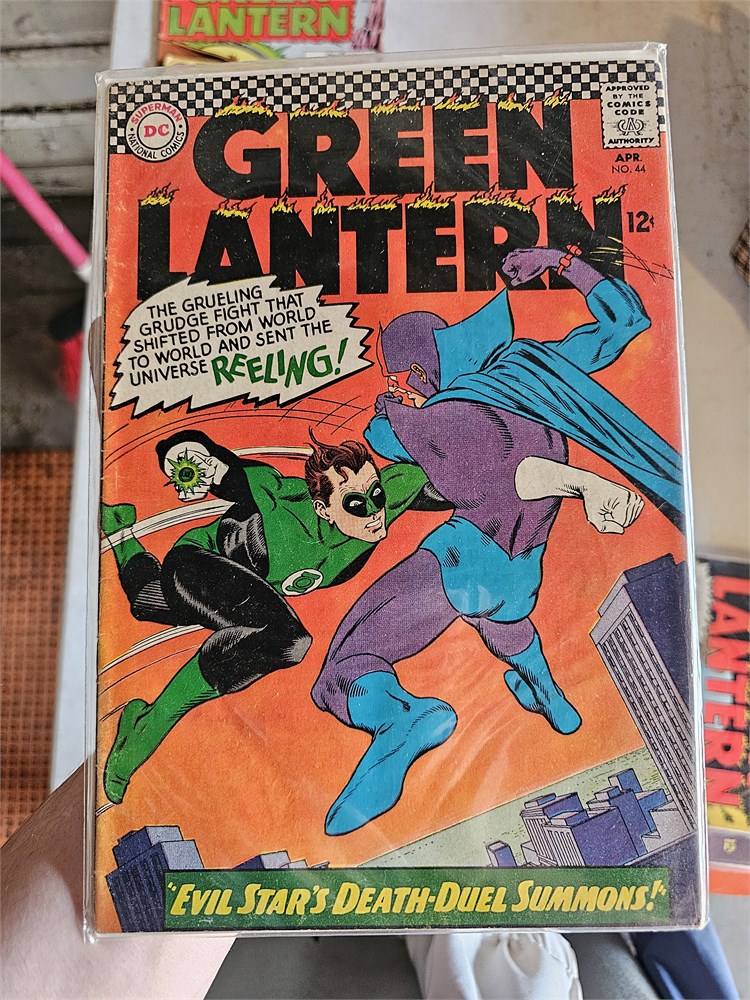 GREEN
LANTERN
SUPERMAN
DC
NATIONAL COMICS
APPROVED
BY THE
COMICS
CODE
CA
AUTHORITY
APR.
NO. 44
GREEN
LANTERN
12¢
THE GRUELING
GRUDGE FIGHT THAT
SHIFTED FROM WORLD
TO WORLD AND SENT THE
UNIVERSE REELING!
LANTERN
"EVIL STAR'S DEATH-DUEL SUMMONS!"